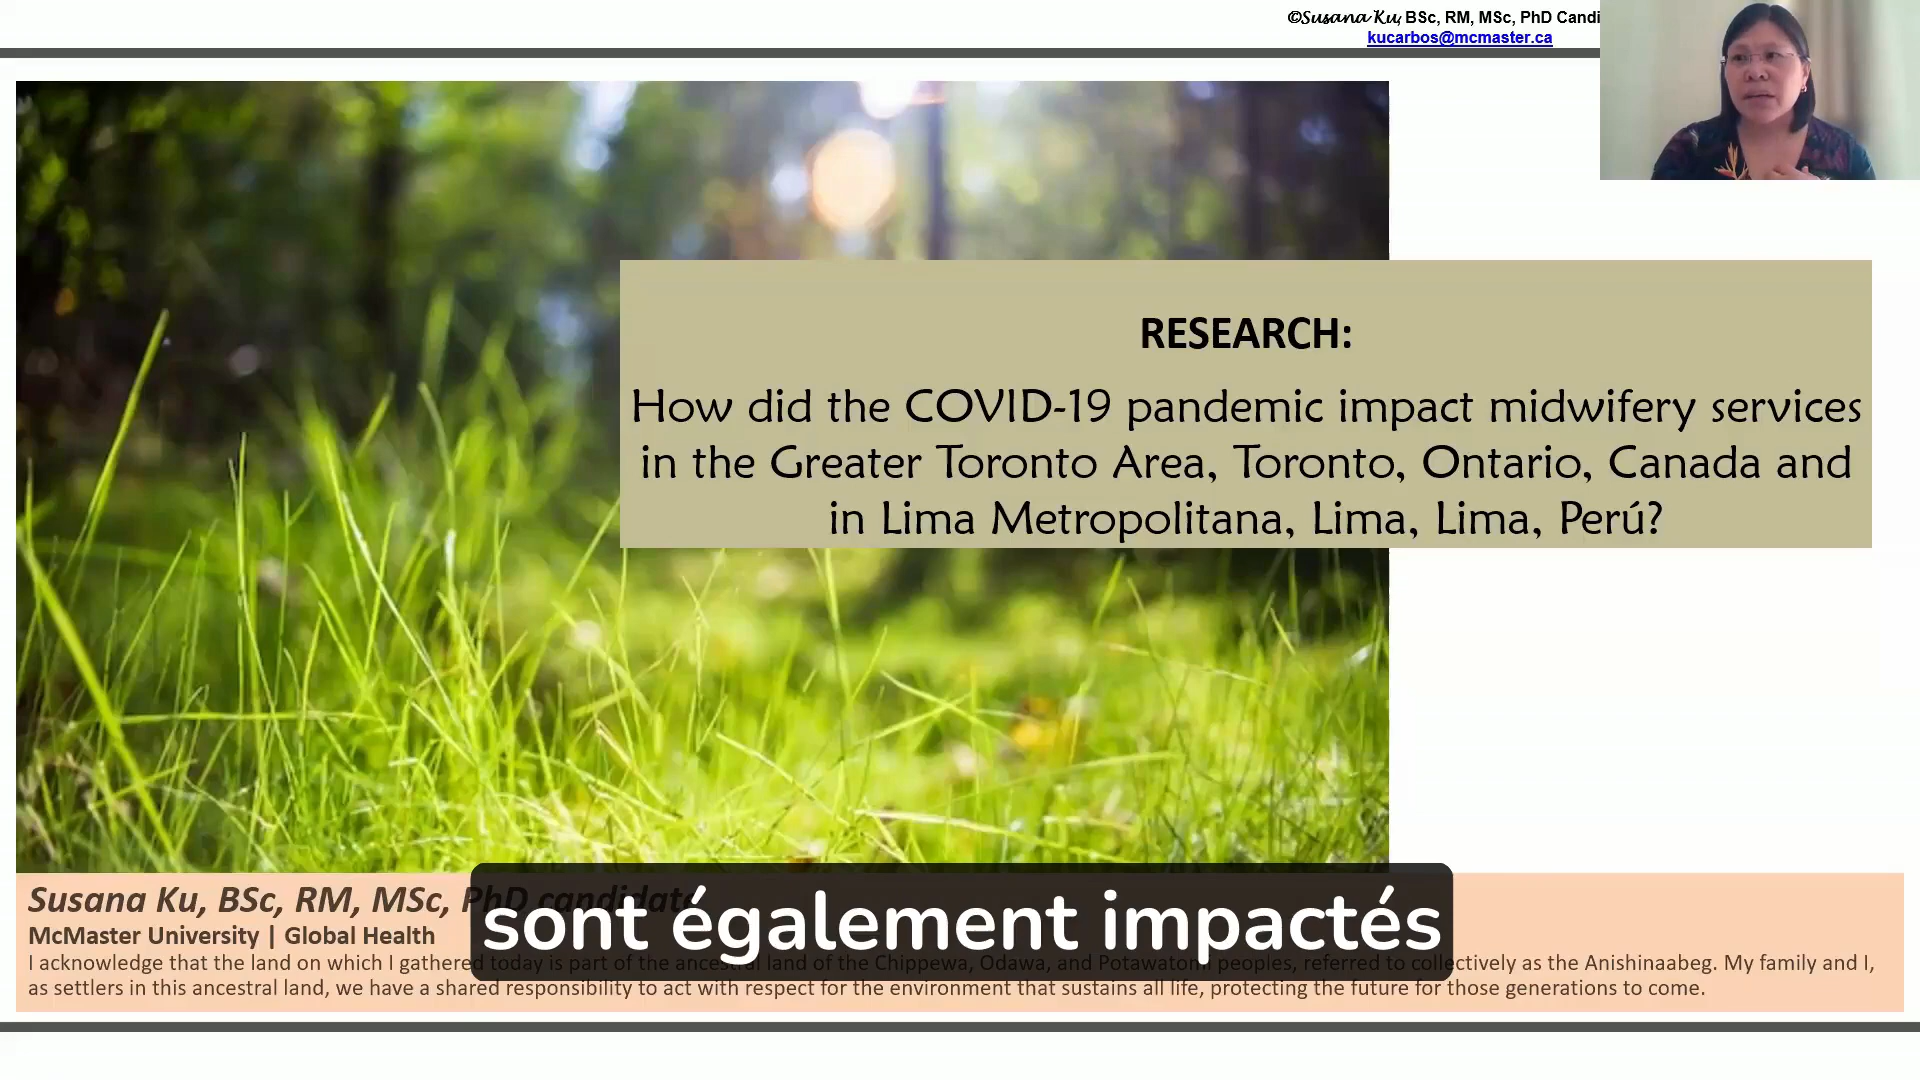 ©Susana Ku, BSc, RM, MSc, PhD Candi
kucarbos@mcmaster.ca
RESEARCH:
How did the COVID-19 pandemic impact midwifery services
in the Greater Toronto Area, Toronto, Ontario, Canada and
in Lima Metropolitana, Lima, Lima, Perú?
Susana Ku, BSc, RM, MSc, PhD candidate
McMaster University | Global Health
sont également impactés
I acknowledge that the land on which I gathered today is part of the ancestral land of the Chippewa, Odawa, and Potawatomi peoples, referred to collectively as the Anishinaabeg. My family and I,
as settlers in this ancestral land, we have a shared responsibility to act with respect for the environment that sustains all life, protecting the future for those generations to come.